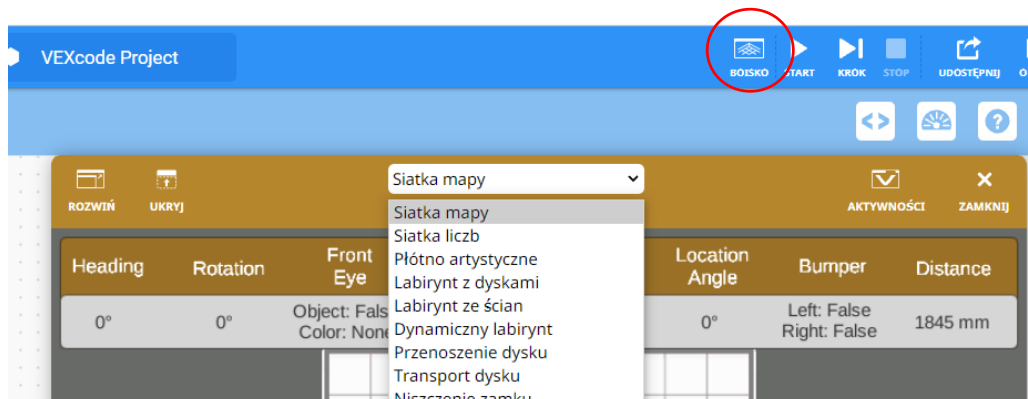 VEXcode Project
BOISKO
START
KROK
STOP
UDOSTĘPNIJ
ROZWIŃ
UKRYJ
Siatka mapy
AKTYWNOŚCI
ZAMKNIJ
Siatka mapy
Siatka liczb
Płótno artystyczne
Labirynt z dyskami
Labirynt ze ścian
Dynamiczny labirynt
Przenoszenie dysku
Transport dysku
Niszczenie zamku
Heading
Rotation
Front
Eye
Location
Angle
Bumper
Distance
0°
0°
Object: Fals
Color: None
0°
Left: False
Right: False
1845 mm